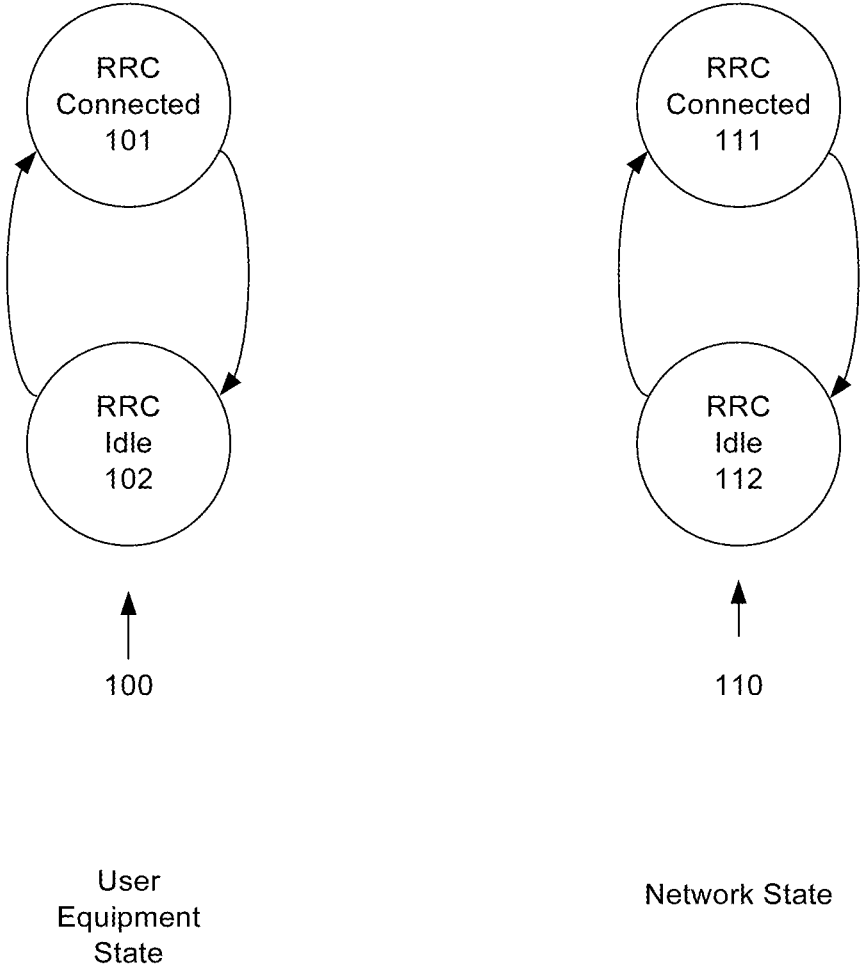 RRC
Connected
101
RRC
Idle
102
100
User
Equipment
State
RRC
Connected
111
RRC
Idle
112
110
Network State